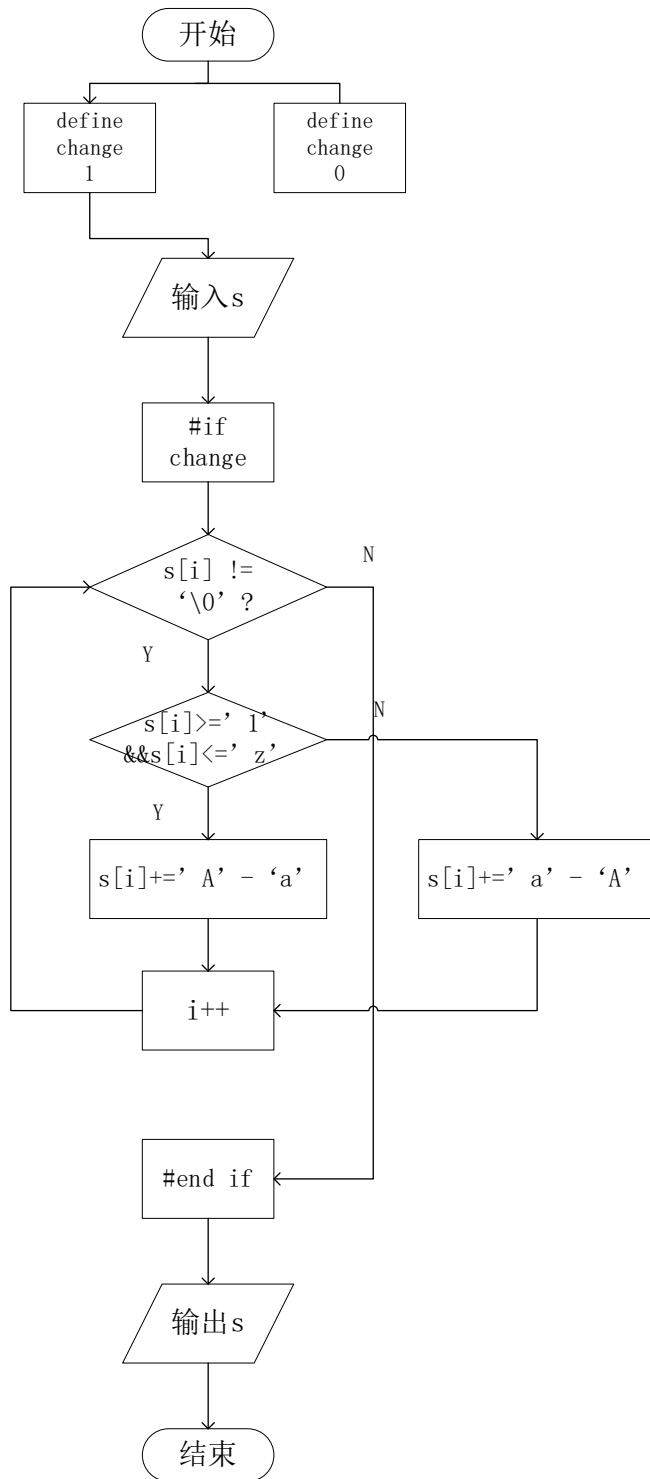 开始
define
change
1
define
change
0
输入s
#if
change
s[i] !=
‘\0’ ?
N
Y
s[i]>=’ 1’
&&s[i]<=’ z’
N
Y
s[i]+=’ A’ - ‘a’
s[i]+=’ a’ - ‘A’
i++
#end if
输出s
结束